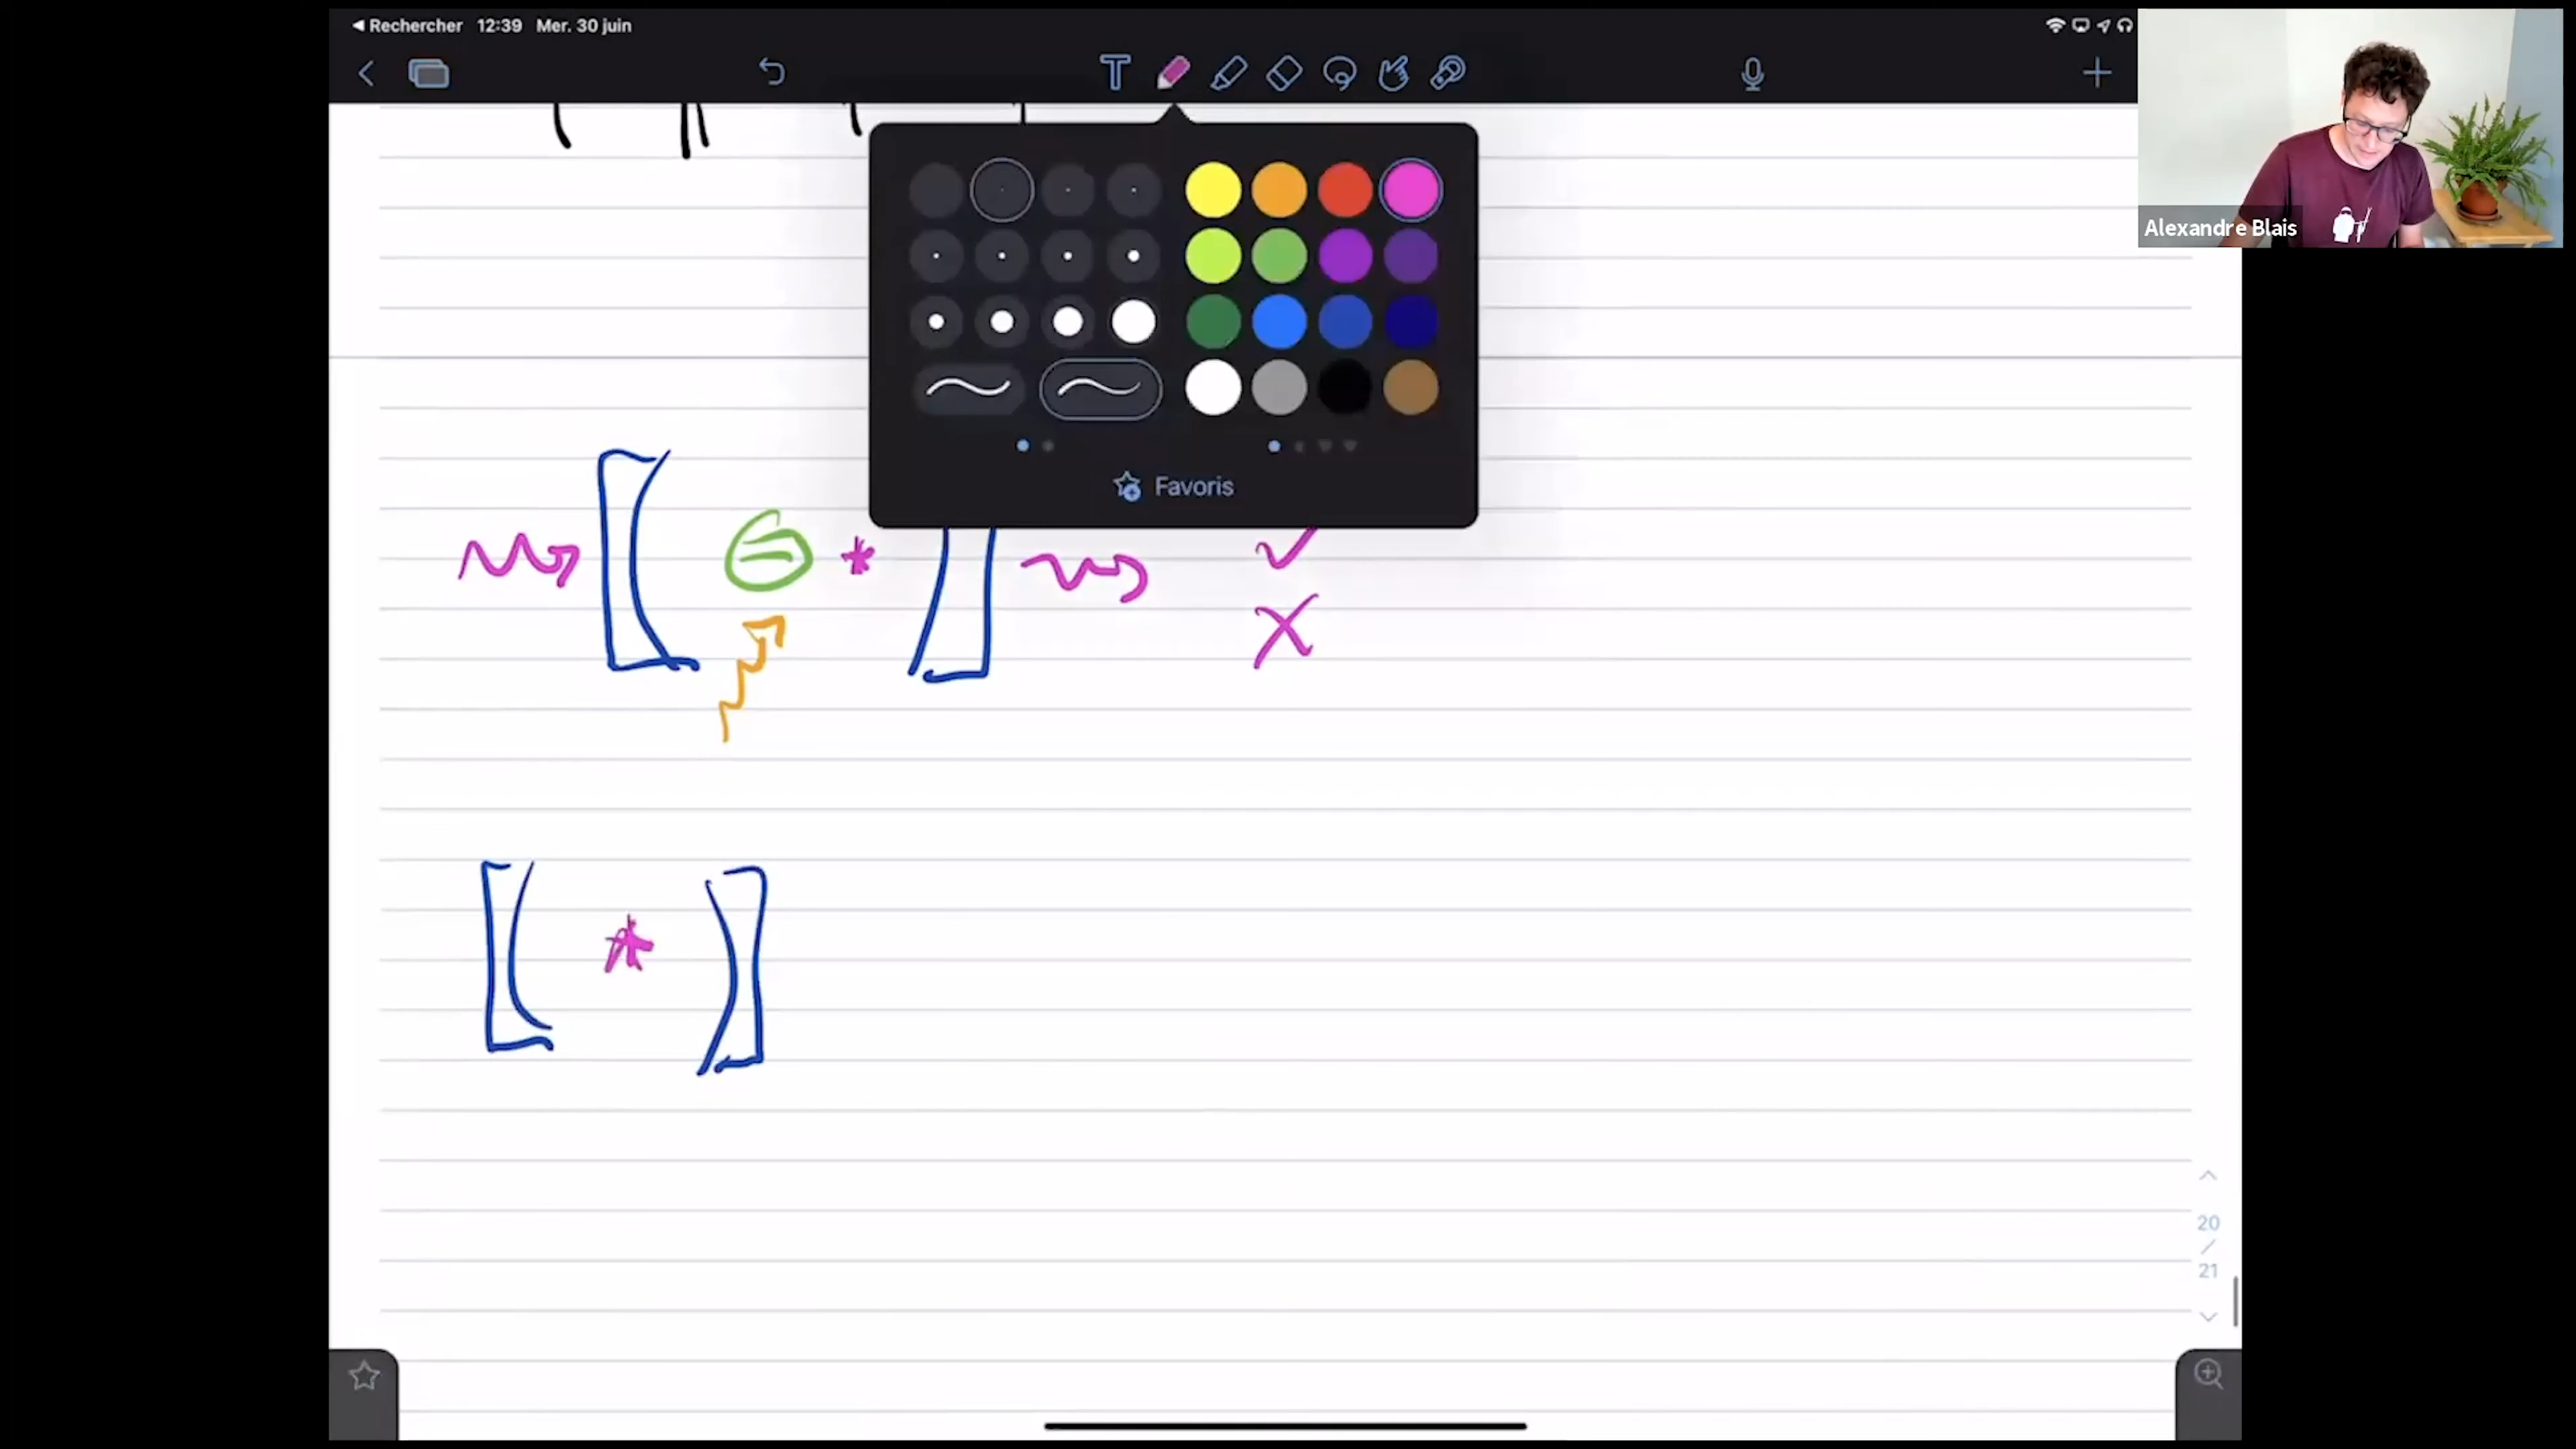 Rechercher 12:39 Mer. 30 juin
T
Alexandre Blais
Favoris
*
✓
X
*
20
/
21